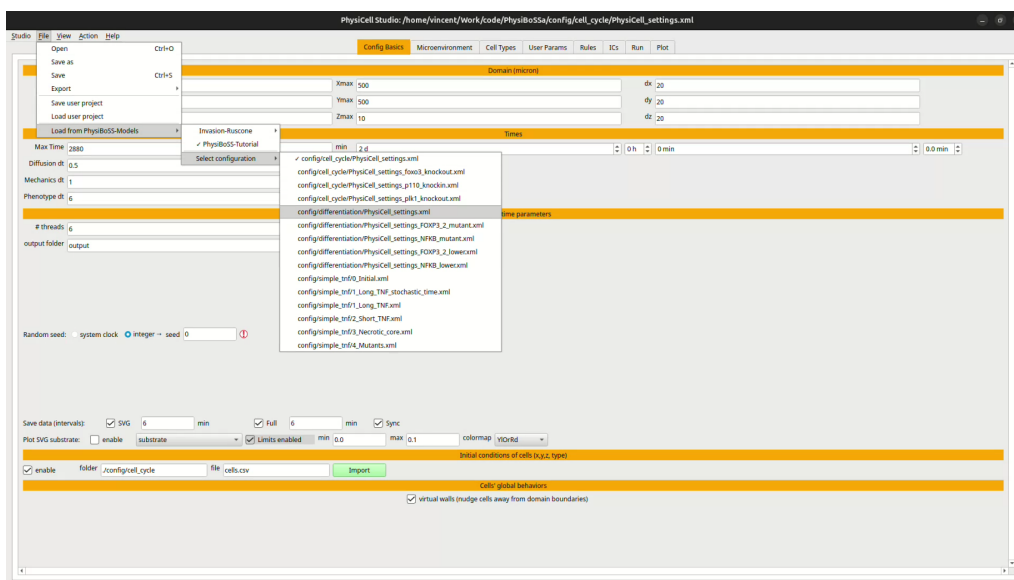 PhysiCell Studio: /home/vincent/Work/code/PhysiBoSSa/config/cell_cycle/PhysiCell_settings.xml
Studio File View Action Help
Config Basics Microenvironment Cell Types User Params Rules ICs Run Plot
Open Ctrl+O
Save as
Save Ctrl+S
Export
Save user project
Load user project
Load from PhysiBoSS-Models
Invasion-Ruscone
✓ PhysiBoSS-Tutorial
Select configuration
✓ config/cell_cycle/PhysiCell_settings.xml
config/cell_cycle/PhysiCell_settings_foxo3_knockout.xml
config/cell_cycle/PhysiCell_settings_p110_knockin.xml
config/cell_cycle/PhysiCell_settings_plk1_knockout.xml
config/differentiation/PhysiCell_settings.xml
config/differentiation/PhysiCell_settings_FOXP3_2_mutant.xml
config/differentiation/PhysiCell_settings_NFKB_mutant.xml
config/differentiation/PhysiCell_settings_FOXP3_2_lower.xml
config/differentiation/PhysiCell_settings_NFKB_lower.xml
config/simple_tnf/0_Initial.xml
config/simple_tnf/1_Long_TNF_stochastic_time.xml
config/simple_tnf/1_Long_TNF.xml
config/simple_tnf/2_Short_TNF.xml
config/simple_tnf/3_Necrotic_core.xml
config/simple_tnf/4_Mutants.xml
Domain (micron)
Xmax 500 dx 20
Ymax 500 dy 20
Zmax 10 dz 20
Times
Max Time 2880 min 2 d 0 h 0 min 0.0 min
Diffusion dt 0.5
Mechanics dt 1
Phenotype dt 6
time parameters
# threads 6
output folder output
Random seed: system clock integer → seed 0
Save data (intervals): SVG 6 min Full 6 min Sync
Plot SVG substrate: enable substrate Limits enabled min 0.0 max 0.1 colormap YlOrRd
Initial conditions of cells (x,y,z, type)
enable folder ./config/cell_cycle file cells.csv Import
Cells' global behaviors
virtual walls (nudge cells away from domain boundaries)